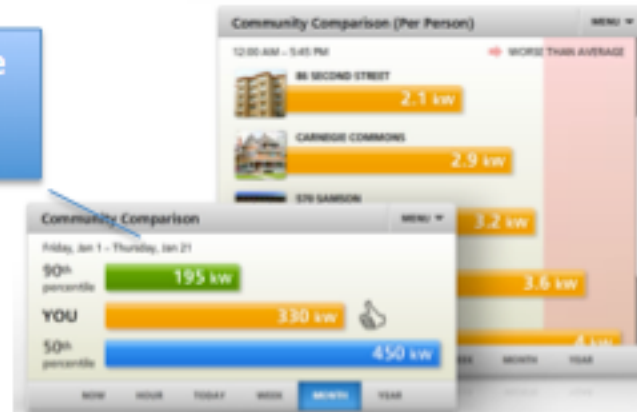 e
Community Comparison (Per Person) MENU
12:00 AM – 5:45 PM WORSE THAN AVERAGE
86 SECOND STREET
2.1 kw
CARNEGIE COMMONS
2.9 kw
570 SAMSON
3.2 kw
3.6 kw
4 kw
MONTH YEAR
Community Comparison MENU
Friday, Jan 1 – Thursday, Jan 21
90th percentile 195 kw
YOU 330 kw
50th percentile 450 kw
NOW HOUR TODAY WEEK MONTH YEAR